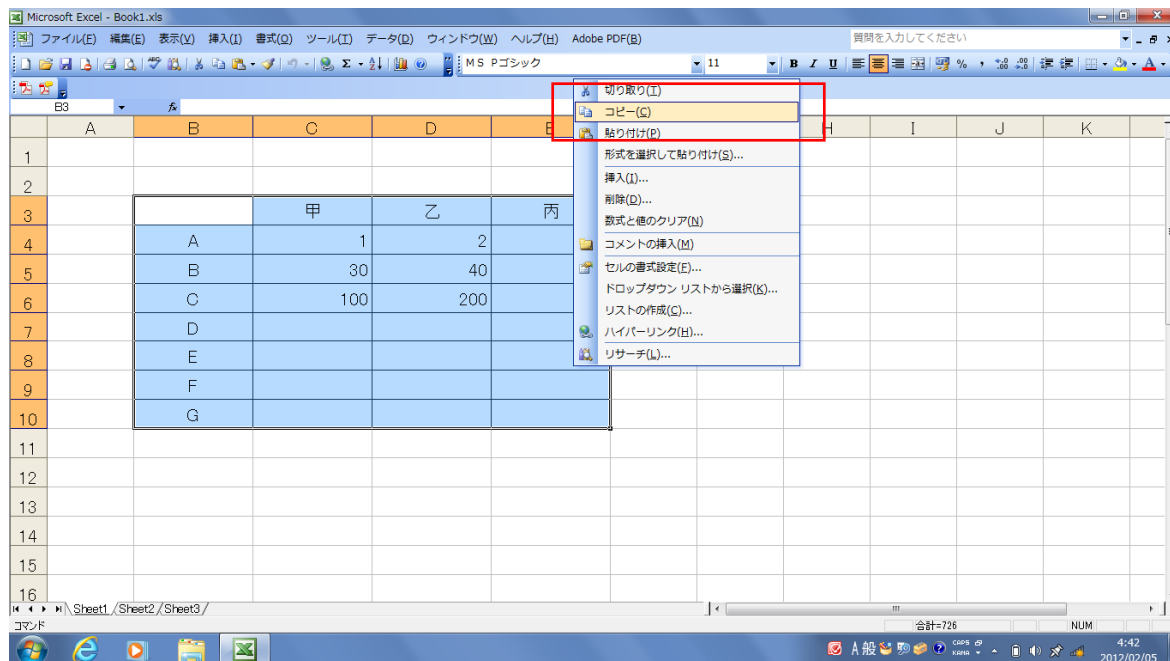 Microsoft Excel - Book1.xls
ファイル(F) 編集(E) 表示(V) 挿入(I) 書式(O) ツール(T) データ(D) ウィンドウ(W) ヘルプ(H) Adobe PDF(B) 質問を入力してください
ＭＳ Ｐゴシック 11 B I U
B3 fx
A B C D E H I J K
切り取り(T)
コピー(C)
貼り付け(P)
形式を選択して貼り付け(S)...
挿入(I)...
削除(D)...
数式と値のクリア(N)
コメントの挿入(M)
セルの書式設定(F)...
ドロップダウン リストから選択(K)...
リストの作成(C)...
ハイパーリンク(H)...
リサーチ(L)...
1
2
3 甲 乙 丙
4 A 1 2
5 B 30 40
6 C 100 200
7 D
8 E
9 F
10 G
11
12
13
14
15
16
Sheet1 Sheet2 Sheet3
コマンド 合計=726 NUM
A 般 CAPS KANA 4:42
2012/02/05